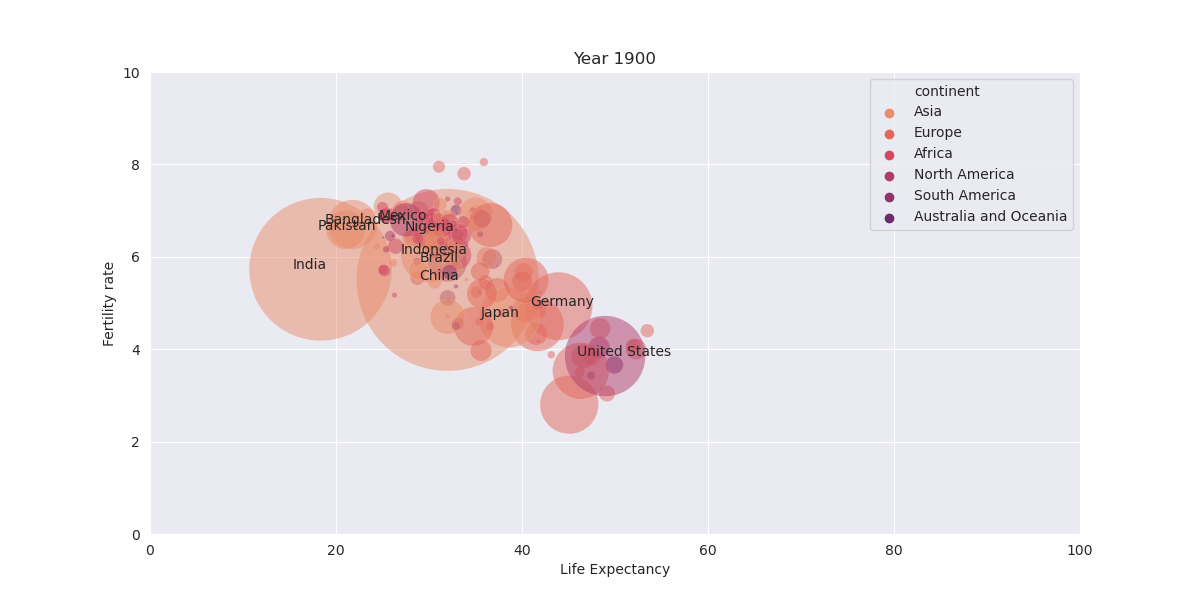 Year 1900
10
8
6
4
2
0
Fertility rate
0
20
40
60
80
100
Life Expectancy
continent
Asia
Europe
Africa
North America
South America
Australia and Oceania
Bangladesh
Mexico
Pakistan
Nigeria
Indonesia
Brazil
India
China
Germany
Japan
United States